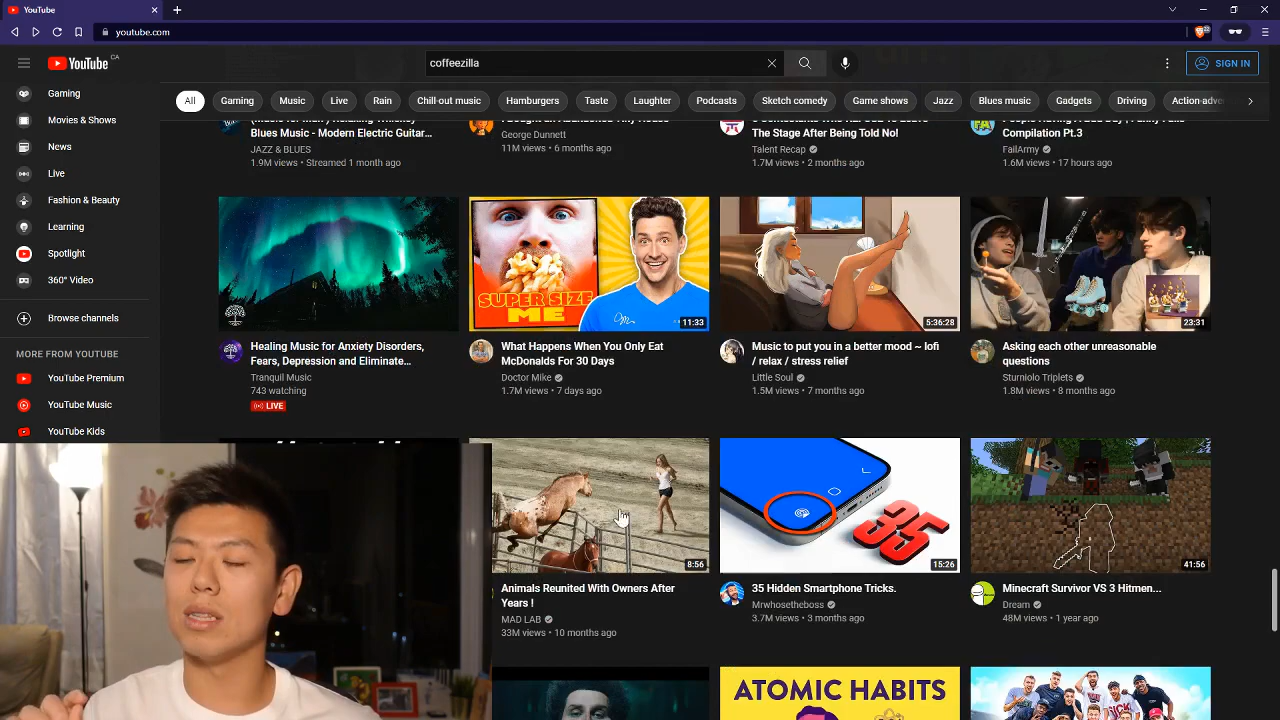 YouTube
youtube.com
22
YouTube CA
coffeezilla
SIGN IN
All
Gaming
Music
Live
Rain
Chill-out music
Hamburgers
Taste
Laughter
Podcasts
Sketch comedy
Game shows
Jazz
Blues music
Gadgets
Driving
Action-adve
Gaming
Movies & Shows
News
Live
Fashion & Beauty
Learning
Spotlight
360° Video
Browse channels
MORE FROM YOUTUBE
YouTube Premium
YouTube Music
YouTube Kids
Blues Music - Modern Electric Guitar...
JAZZ & BLUES
1.9M views • Streamed 1 month ago
George Dunnett
11M views • 6 months ago
The Stage After Being Told No!
Talent Recap
1.7M views • 2 months ago
Compilation Pt.3
FailArmy
1.6M views • 17 hours ago
Healing Music for Anxiety Disorders,
Fears, Depression and Eliminate...
Tranquil Music
743 watching
LIVE
SUPER SIZE
ME
11:33
What Happens When You Only Eat
McDonalds For 30 Days
Doctor Mike
1.7M views • 7 days ago
5:36:28
Music to put you in a better mood ~ lofi
/ relax / stress relief
Little Soul
1.5M views • 7 months ago
23:31
Asking each other unreasonable
questions
Sturniolo Triplets
1.8M views • 8 months ago
8:56
Animals Reunited With Owners After
Years !
MAD LAB
33M views • 10 months ago
35
15:26
35 Hidden Smartphone Tricks.
Mrwhosetheboss
3.7M views • 3 months ago
41:56
Minecraft Survivor VS 3 Hitmen...
Dream
48M views • 1 year ago
ATOMIC HABITS